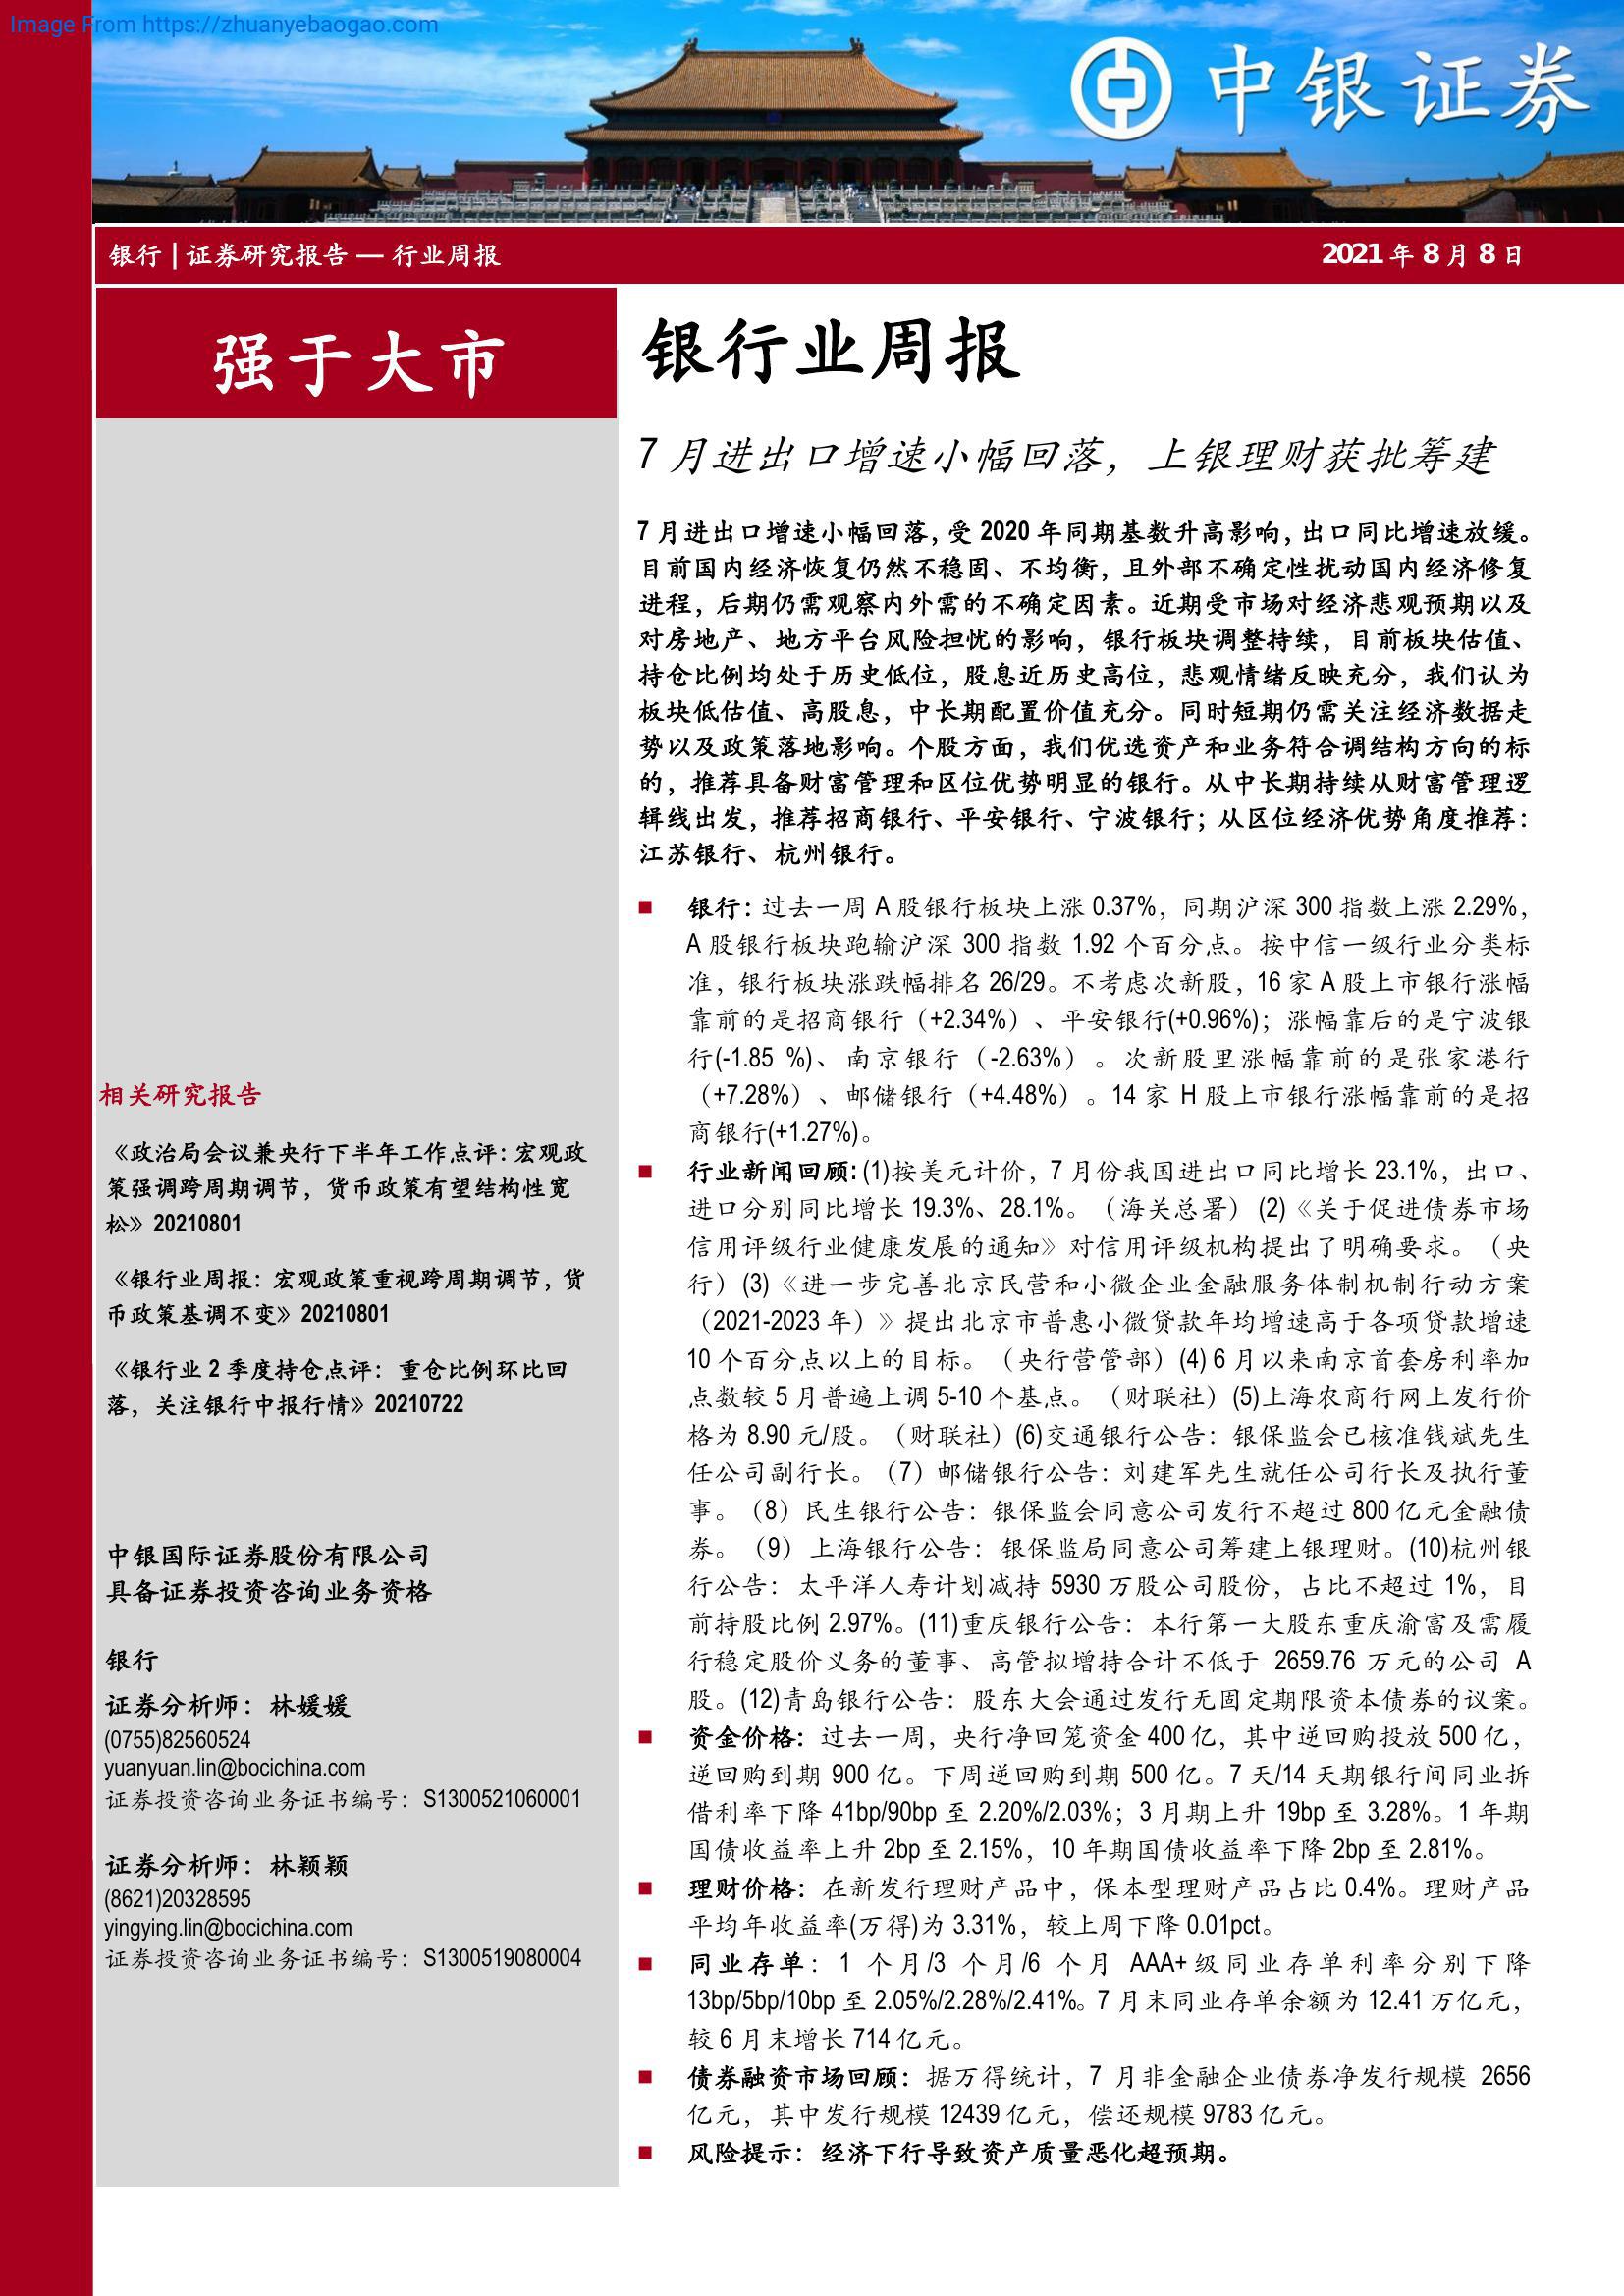 Image From https://zhuanyebaogao.com
中银证券
银行 | 证券研究报告 — 行业周报
2021 年 8 月 8 日
强于大市
相关研究报告
《政治局会议兼央行下半年工作点评：宏观政
策强调跨周期调节，货币政策有望结构性宽
松》20210801
《银行业周报：宏观政策重视跨周期调节，货
币政策基调不变》20210801
《银行业 2 季度持仓点评：重仓比例环比回
落，关注银行中报行情》20210722
中银国际证券股份有限公司
具备证券投资咨询业务资格
银行
证券分析师：林媛媛
(0755)82560524
yuanyuan.lin@bocichina.com
证券投资咨询业务证书编号：S1300521060001
证券分析师：林颖颖
(8621)20328595
yingying.lin@bocichina.com
证券投资咨询业务证书编号：S1300519080004
银行业周报
7 月进出口增速小幅回落，上银理财获批筹建
7 月进出口增速小幅回落，受 2020 年同期基数升高影响，出口同比增速放缓。
目前国内经济恢复仍然不稳固、不均衡，且外部不确定性扰动国内经济修复
进程，后期仍需观察内外需的不确定因素。近期受市场对经济悲观预期以及
对房地产、地方平台风险担忧的影响，银行板块调整持续，目前板块估值、
持仓比例均处于历史低位，股息近历史高位，悲观情绪反映充分，我们认为
板块低估值、高股息，中长期配置价值充分。同时短期仍需关注经济数据走
势以及政策落地影响。个股方面，我们优选资产和业务符合调结构方向的标
的，推荐具备财富管理和区位优势明显的银行。从中长期持续从财富管理逻
辑线出发，推荐招商银行、平安银行、宁波银行；从区位经济优势角度推荐：
江苏银行、杭州银行。
■ 银行：过去一周 A 股银行板块上涨 0.37%，同期沪深 300 指数上涨 2.29%，
A 股银行板块跑输沪深 300 指数 1.92 个百分点。按中信一级行业分类标
准，银行板块涨跌幅排名 26/29。不考虑次新股，16 家 A 股上市银行涨幅
靠前的是招商银行（+2.34%）、平安银行(+0.96%)；涨幅靠后的是宁波银
行(-1.85 %)、南京银行（-2.63%）。次新股里涨幅靠前的是张家港行
（+7.28%）、邮储银行（+4.48%）。14 家 H 股上市银行涨幅靠前的是招
商银行(+1.27%)。
■ 行业新闻回顾：(1)按美元计价，7 月份我国进出口同比增长 23.1%，出口、
进口分别同比增长 19.3%、28.1%。（海关总署）(2)《关于促进债券市场
信用评级行业健康发展的通知》对信用评级机构提出了明确要求。（央
行）(3)《进一步完善北京民营和小微企业金融服务体制机制行动方案
（2021-2023 年）》提出北京市普惠小微贷款年均增速高于各项贷款增速
10 个百分点以上的目标。（央行营管部）(4) 6 月以来南京首套房利率加
点数较 5 月普遍上调 5-10 个基点。（财联社）(5)上海农商行网上发行价
格为 8.90 元/股。（财联社）(6)交通银行公告：银保监会已核准钱斌先生
任公司副行长。（7）邮储银行公告：刘建军先生就任公司行长及执行董
事。（8）民生银行公告：银保监会同意公司发行不超过 800 亿元金融债
券。（9）上海银行公告：银保监局同意公司筹建上银理财。(10)杭州银
行公告：太平洋人寿计划减持 5930 万股公司股份，占比不超过 1%，目
前持股比例 2.97%。(11)重庆银行公告：本行第一大股东重庆渝富及需履
行稳定股价义务的董事、高管拟增持合计不低于 2659.76 万元的公司 A
股。(12)青岛银行公告：股东大会通过发行无固定期限资本债券的议案。
■ 资金价格：过去一周，央行净回笼资金 400 亿，其中逆回购投放 500 亿，
逆回购到期 900 亿。下周逆回购到期 500 亿。7 天/14 天期银行间同业拆
借利率下降 41bp/90bp 至 2.20%/2.03%；3 月期上升 19bp 至 3.28%。1 年期
国债收益率上升 2bp 至 2.15%，10 年期国债收益率下降 2bp 至 2.81%。
■ 理财价格：在新发行理财产品中，保本型理财产品占比 0.4%。理财产品
平均年收益率(万得)为 3.31%，较上周下降 0.01pct。
■ 同业存单：1 个月/3 个月/6 个月 AAA+级同业存单利率分别下降
13bp/5bp/10bp 至 2.05%/2.28%/2.41%。7 月末同业存单余额为 12.41 万亿元，
较 6 月末增长 714 亿元。
■ 债券融资市场回顾：据万得统计，7 月非金融企业债券净发行规模 2656
亿元，其中发行规模 12439 亿元，偿还规模 9783 亿元。
■ 风险提示：经济下行导致资产质量恶化超预期。